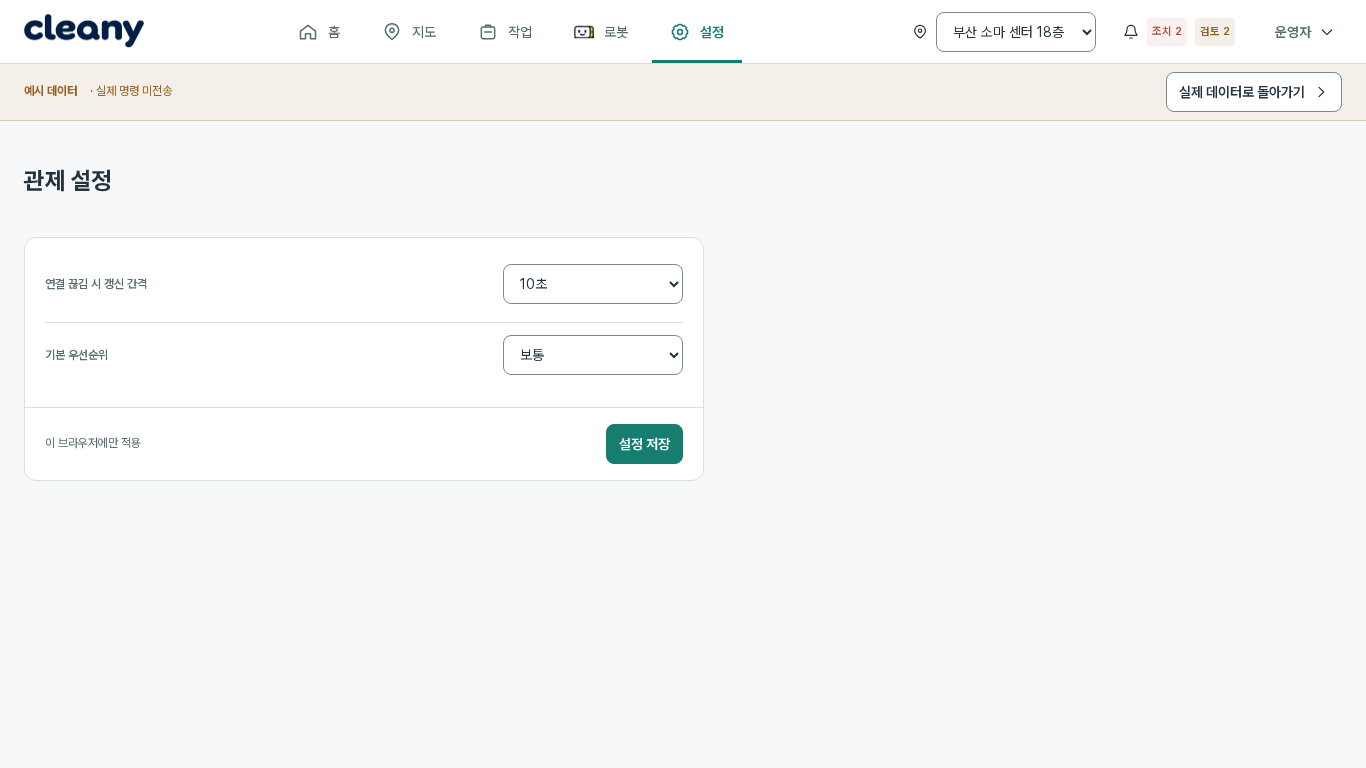 cleany
홈
지도
작업
로봇
설정
부산 소마 센터 18층
조치 2
검토 2
운영자
예시 데이터 · 실제 명령 미전송
실제 데이터로 돌아가기
관제 설정
연결 끊김 시 갱신 간격
10초
기본 우선순위
보통
이 브라우저에만 적용
설정 저장